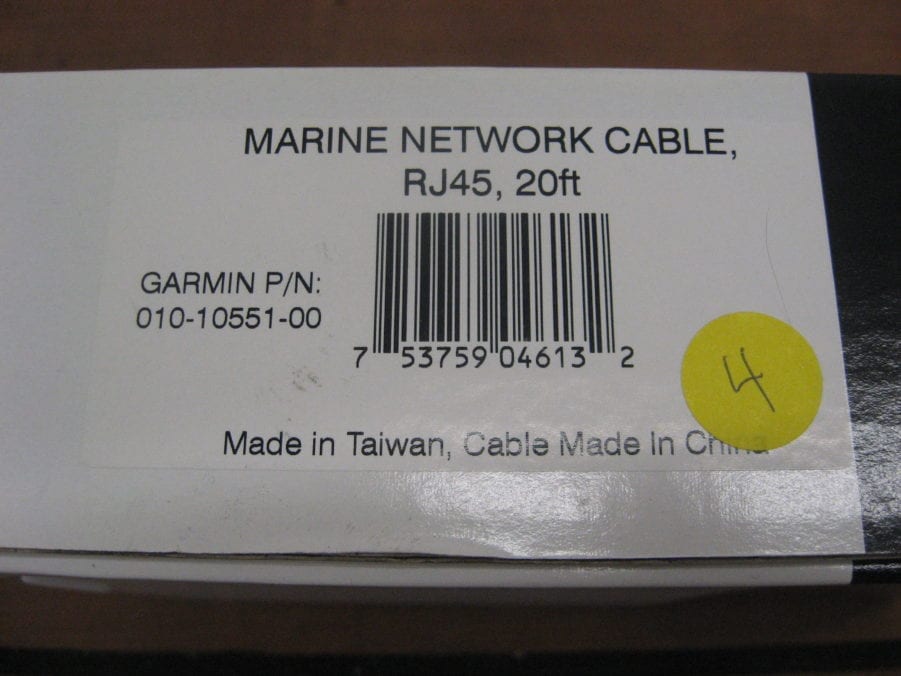 MARINE NETWORK CABLE,
RJ45, 20ft
GARMIN P/N:
010-10551-00
7 53759 04613 2
4
Made in Taiwan, Cable Made In China